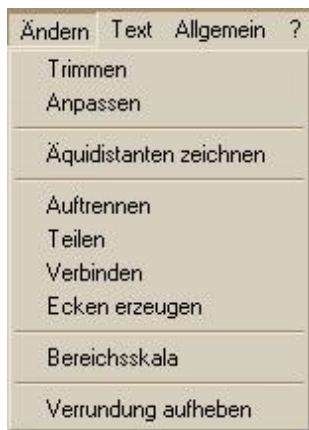 Ändern Text Allgemein ?
Trimmen
Anpassen
Äquidistanten zeichnen
Auftrennen
Teilen
Verbinden
Ecken erzeugen
Bereichsskala
Verrundung aufheben